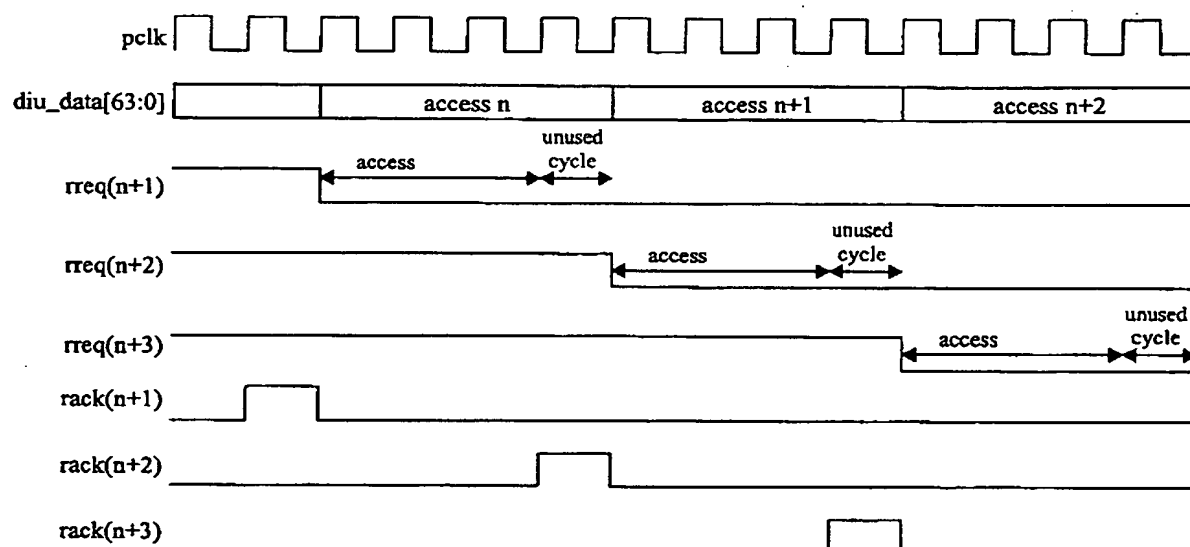 pclk
diu_data[63:0]
access n
access n+1
access n+2
rreq(n+1)
access
unused
cycle
rreq(n+2)
access
unused
cycle
rreq(n+3)
access
unused
cycle
rack(n+1)
rack(n+2)
rack(n+3)